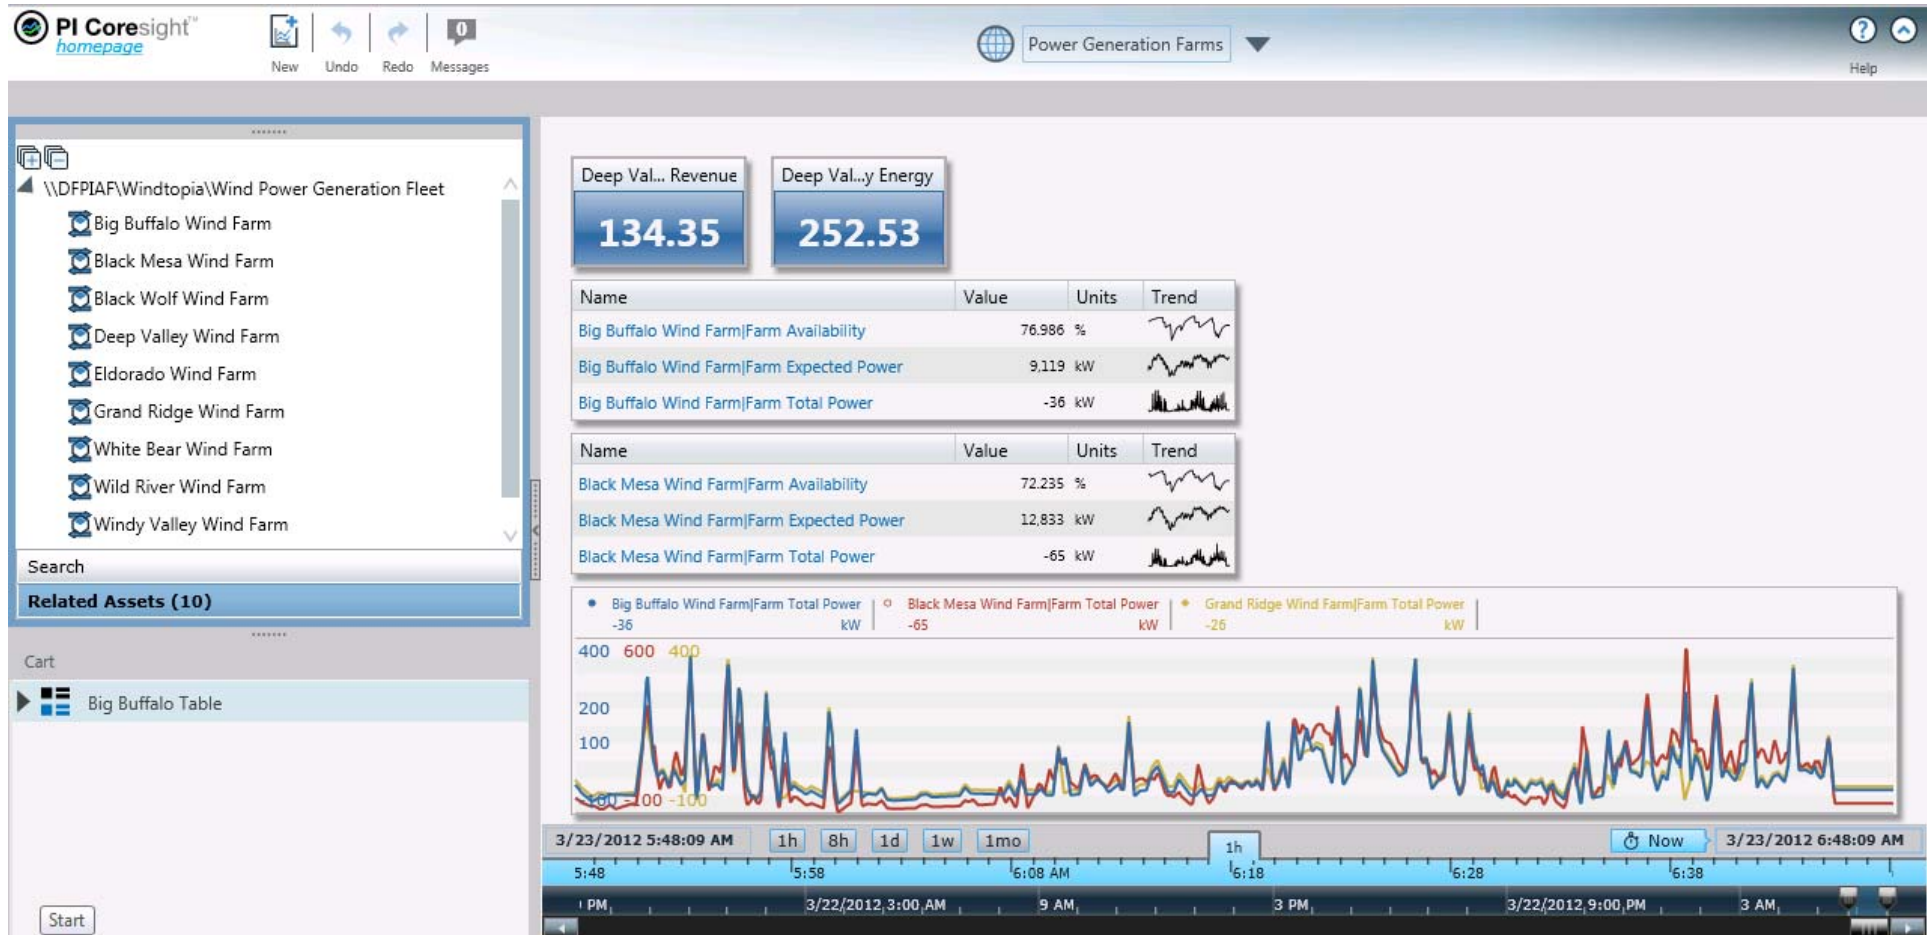 PI Coresight™
homepage
New Undo Redo 0 Messages
Power Generation Farms
? Help
\\DFPIAF\Windtopia\Wind Power Generation Fleet
Big Buffalo Wind Farm
Black Mesa Wind Farm
Black Wolf Wind Farm
Deep Valley Wind Farm
Eldorado Wind Farm
Grand Ridge Wind Farm
White Bear Wind Farm
Wild River Wind Farm
Windy Valley Wind Farm
Search
Related Assets (10)
Cart
Big Buffalo Table
Start
Deep Val... Revenue
134.35
Deep Val...y Energy
252.53
Name Value Units Trend
Big Buffalo Wind Farm|Farm Availability 76.986 %
Big Buffalo Wind Farm|Farm Expected Power 9,119 kW
Big Buffalo Wind Farm|Farm Total Power -36 kW
Name Value Units Trend
Black Mesa Wind Farm|Farm Availability 72.235 %
Black Mesa Wind Farm|Farm Expected Power 12,833 kW
Black Mesa Wind Farm|Farm Total Power -65 kW
Big Buffalo Wind Farm|Farm Total Power Black Mesa Wind Farm|Farm Total Power Grand Ridge Wind Farm|Farm Total Power
-36 kW -65 kW -26 kW
400 600 400
200
100
-100 -100 -100
3/23/2012 5:48:09 AM 1h 8h 1d 1w 1mo 1h Now 3/23/2012 6:48:09 AM
5:48 5:58 6:08 AM 6:18 6:28 6:38
PM 3/22/2012,3:00,AM 9 AM 3 PM 3/22/2012,9:00,PM 3 AM